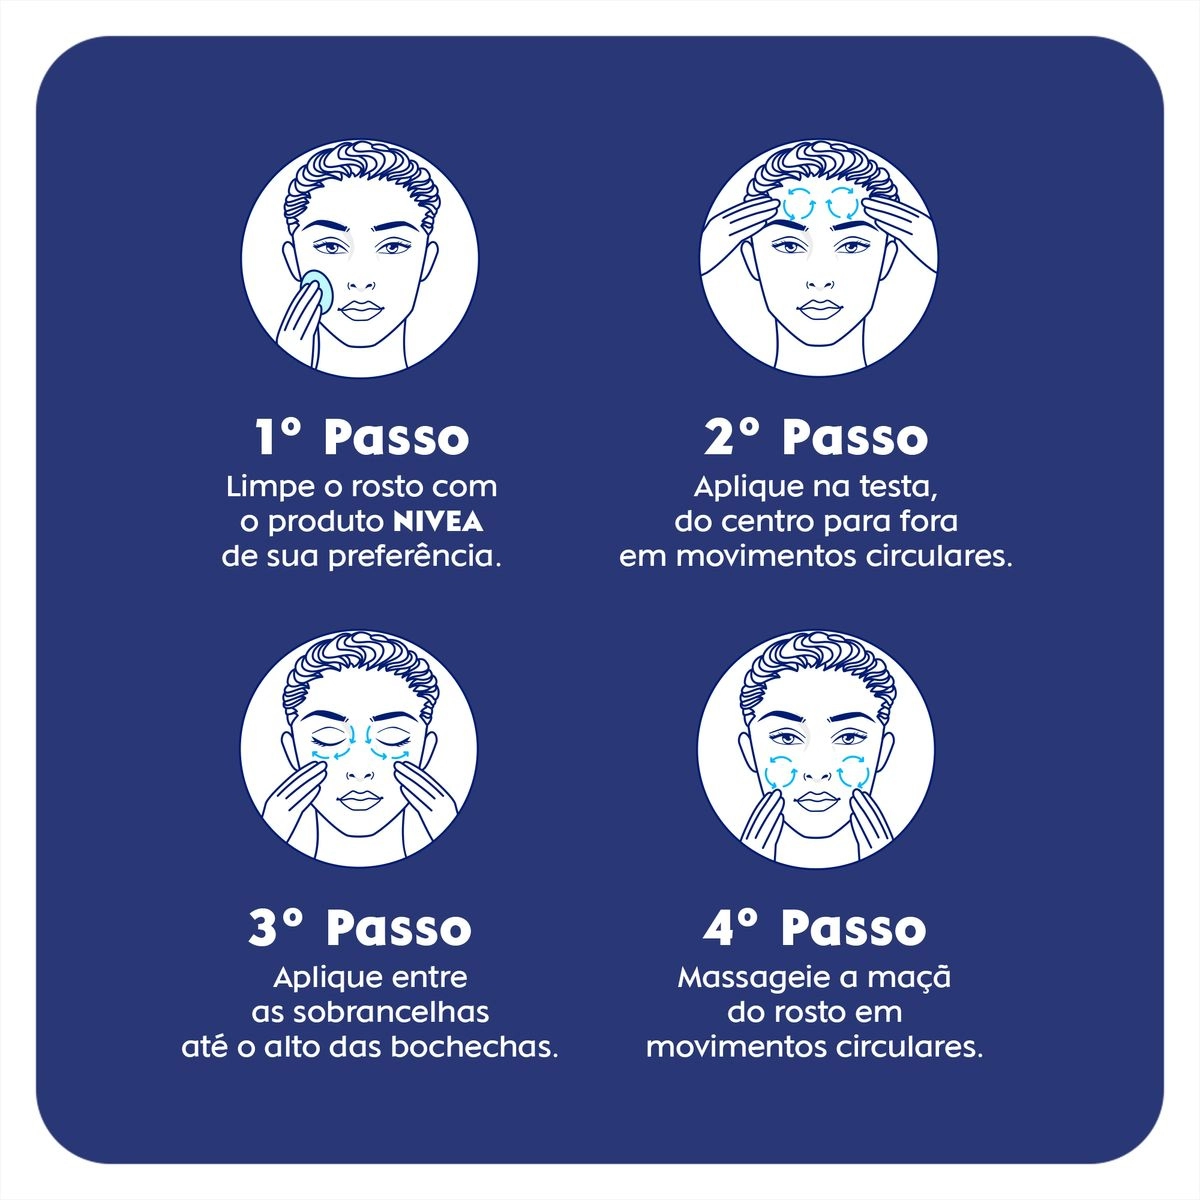 1º Passo
Limpe o rosto com
o produto NIVEA
de sua preferência.
2º Passo
Aplique na testa,
do centro para fora
em movimentos circulares.
3º Passo
Aplique entre
as sobrancelhas
até o alto das bochechas.
4º Passo
Massageie a maçã
do rosto em
movimentos circulares.